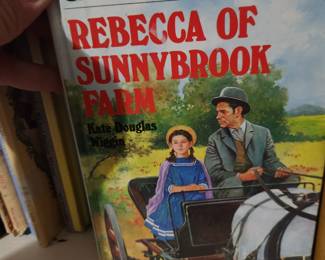 REBECCA OF
SUNNYBROOK
FARM
Kate Douglas
Wiggin